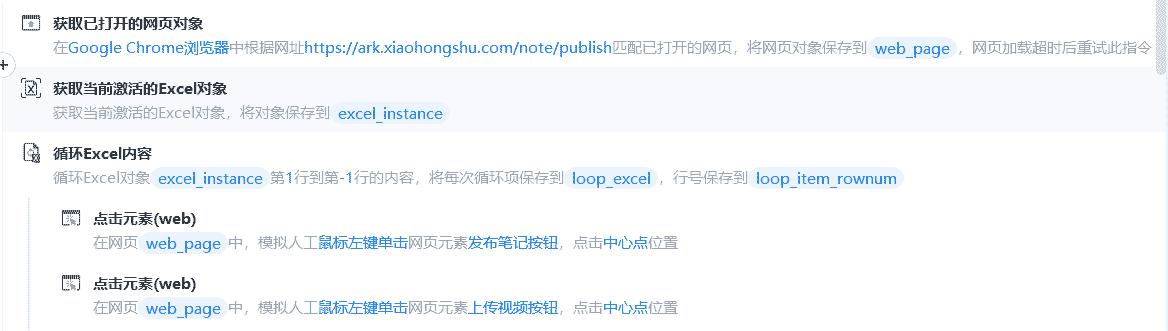 获取已打开的网页对象
在Google Chrome浏览器中根据网址https://ark.xiaohongshu.com/note/publish匹配已打开的网页，将网页对象保存到 web_page ，网页加载超时后重试此指令
获取当前激活的Excel对象
获取当前激活的Excel对象，将对象保存到 excel_instance
循环Excel内容
循环Excel对象 excel_instance 第1行到第-1行的内容，将每次循环项保存到 loop_excel ，行号保存到 loop_item_rownum
点击元素(web)
在网页 web_page 中，模拟人工鼠标左键单击网页元素发布笔记按钮，点击中心点位置
点击元素(web)
在网页 web_page 中，模拟人工鼠标左键单击网页元素上传视频按钮，点击中心点位置